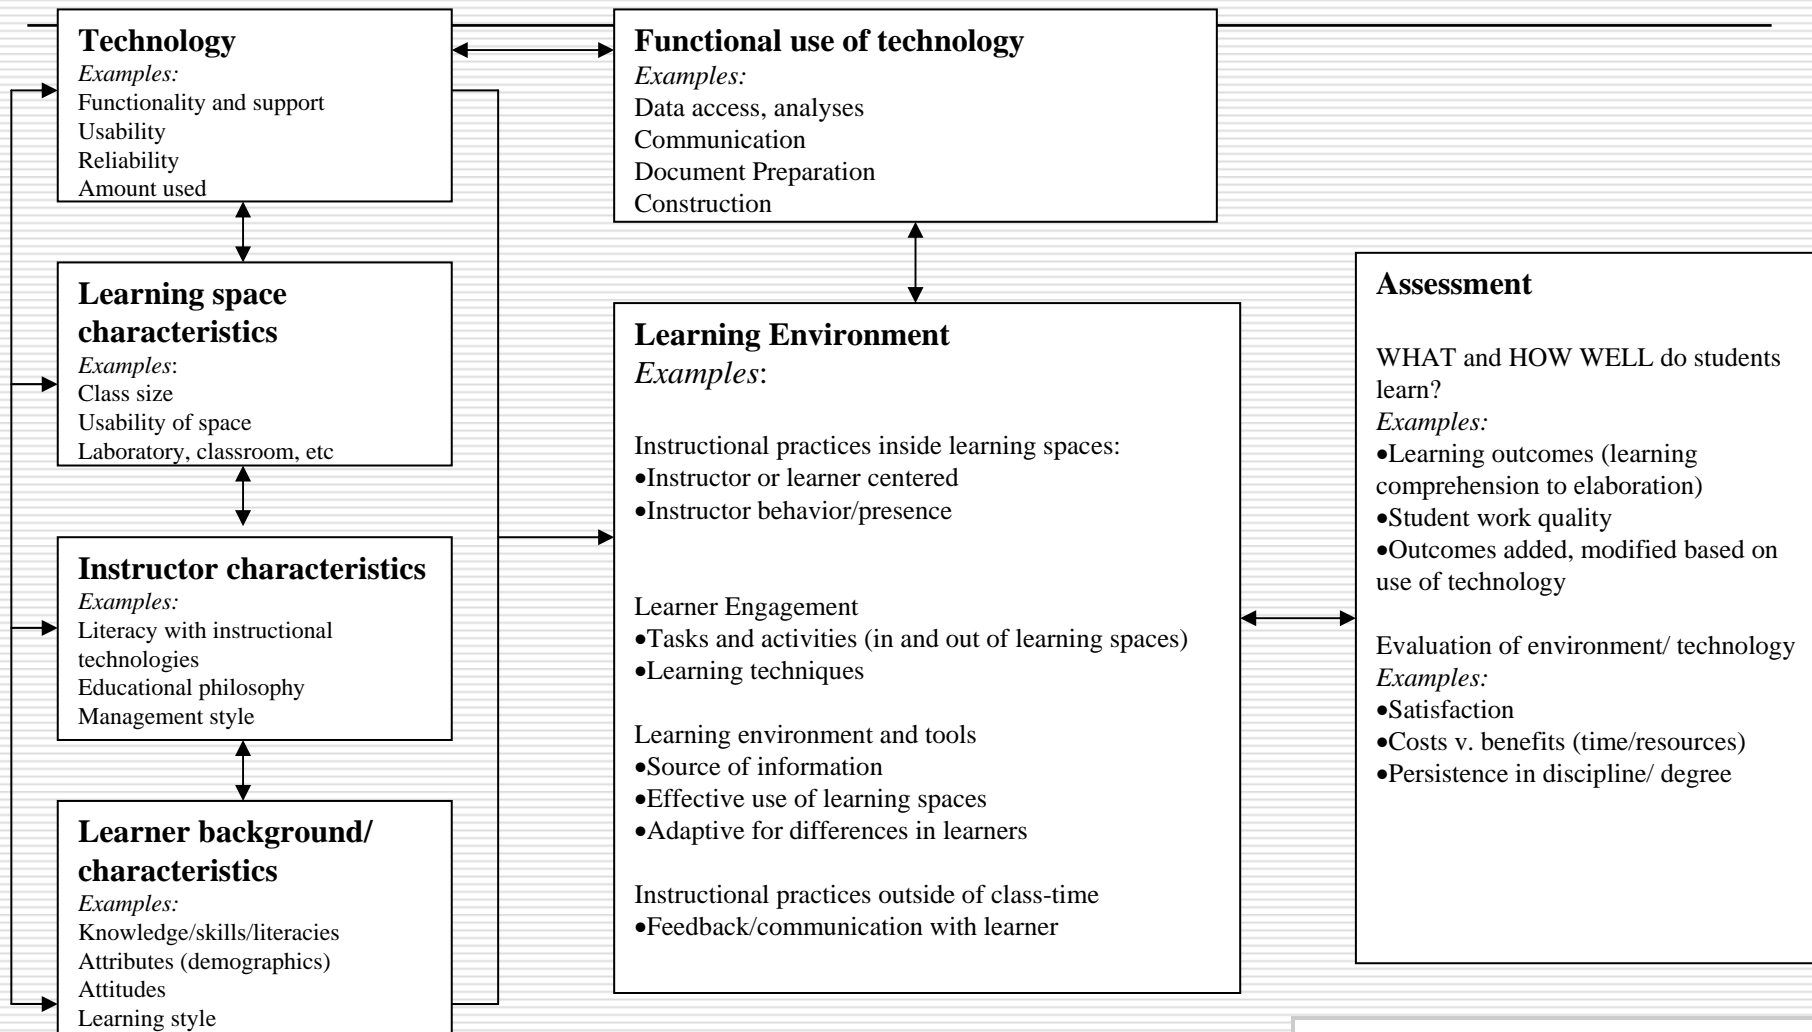 Technology
Examples:
Functionality and support
Usability
Reliability
Amount used
Functional use of technology
Examples:
Data access, analyses
Communication
Document Preparation
Construction
Learning space
characteristics
Examples:
Class size
Usability of space
Laboratory, classroom, etc
Instructor characteristics
Examples:
Literacy with instructional
technologies
Educational philosophy
Management style
Learner background/
characteristics
Examples:
Knowledge/skills/literacies
Attributes (demographics)
Attitudes
Learning style
Learning Environment
Examples:
Instructional practices inside learning spaces:
•Instructor or learner centered
•Instructor behavior/presence
Learner Engagement
•Tasks and activities (in and out of learning spaces)
•Learning techniques
Learning environment and tools
•Source of information
•Effective use of learning spaces
•Adaptive for differences in learners
Instructional practices outside of class-time
•Feedback/communication with learner
Assessment
WHAT and HOW WELL do students
learn?
Examples:
•Learning outcomes (learning
comprehension to elaboration)
•Student work quality
•Outcomes added, modified based on
use of technology
Evaluation of environment/ technology
Examples:
•Satisfaction
•Costs v. benefits (time/resources)
•Persistence in discipline/ degree